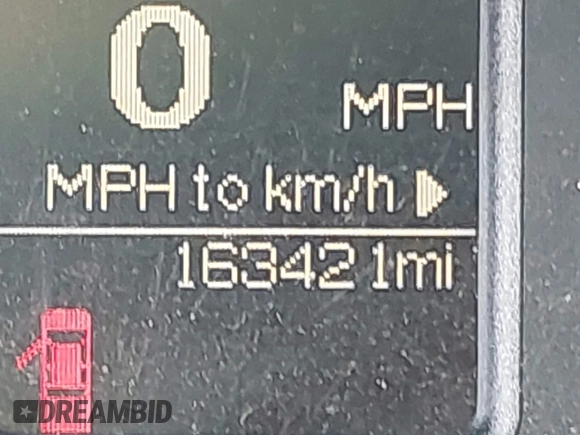 0
MPH
MPH to km/h
163421mi
DREAMBID